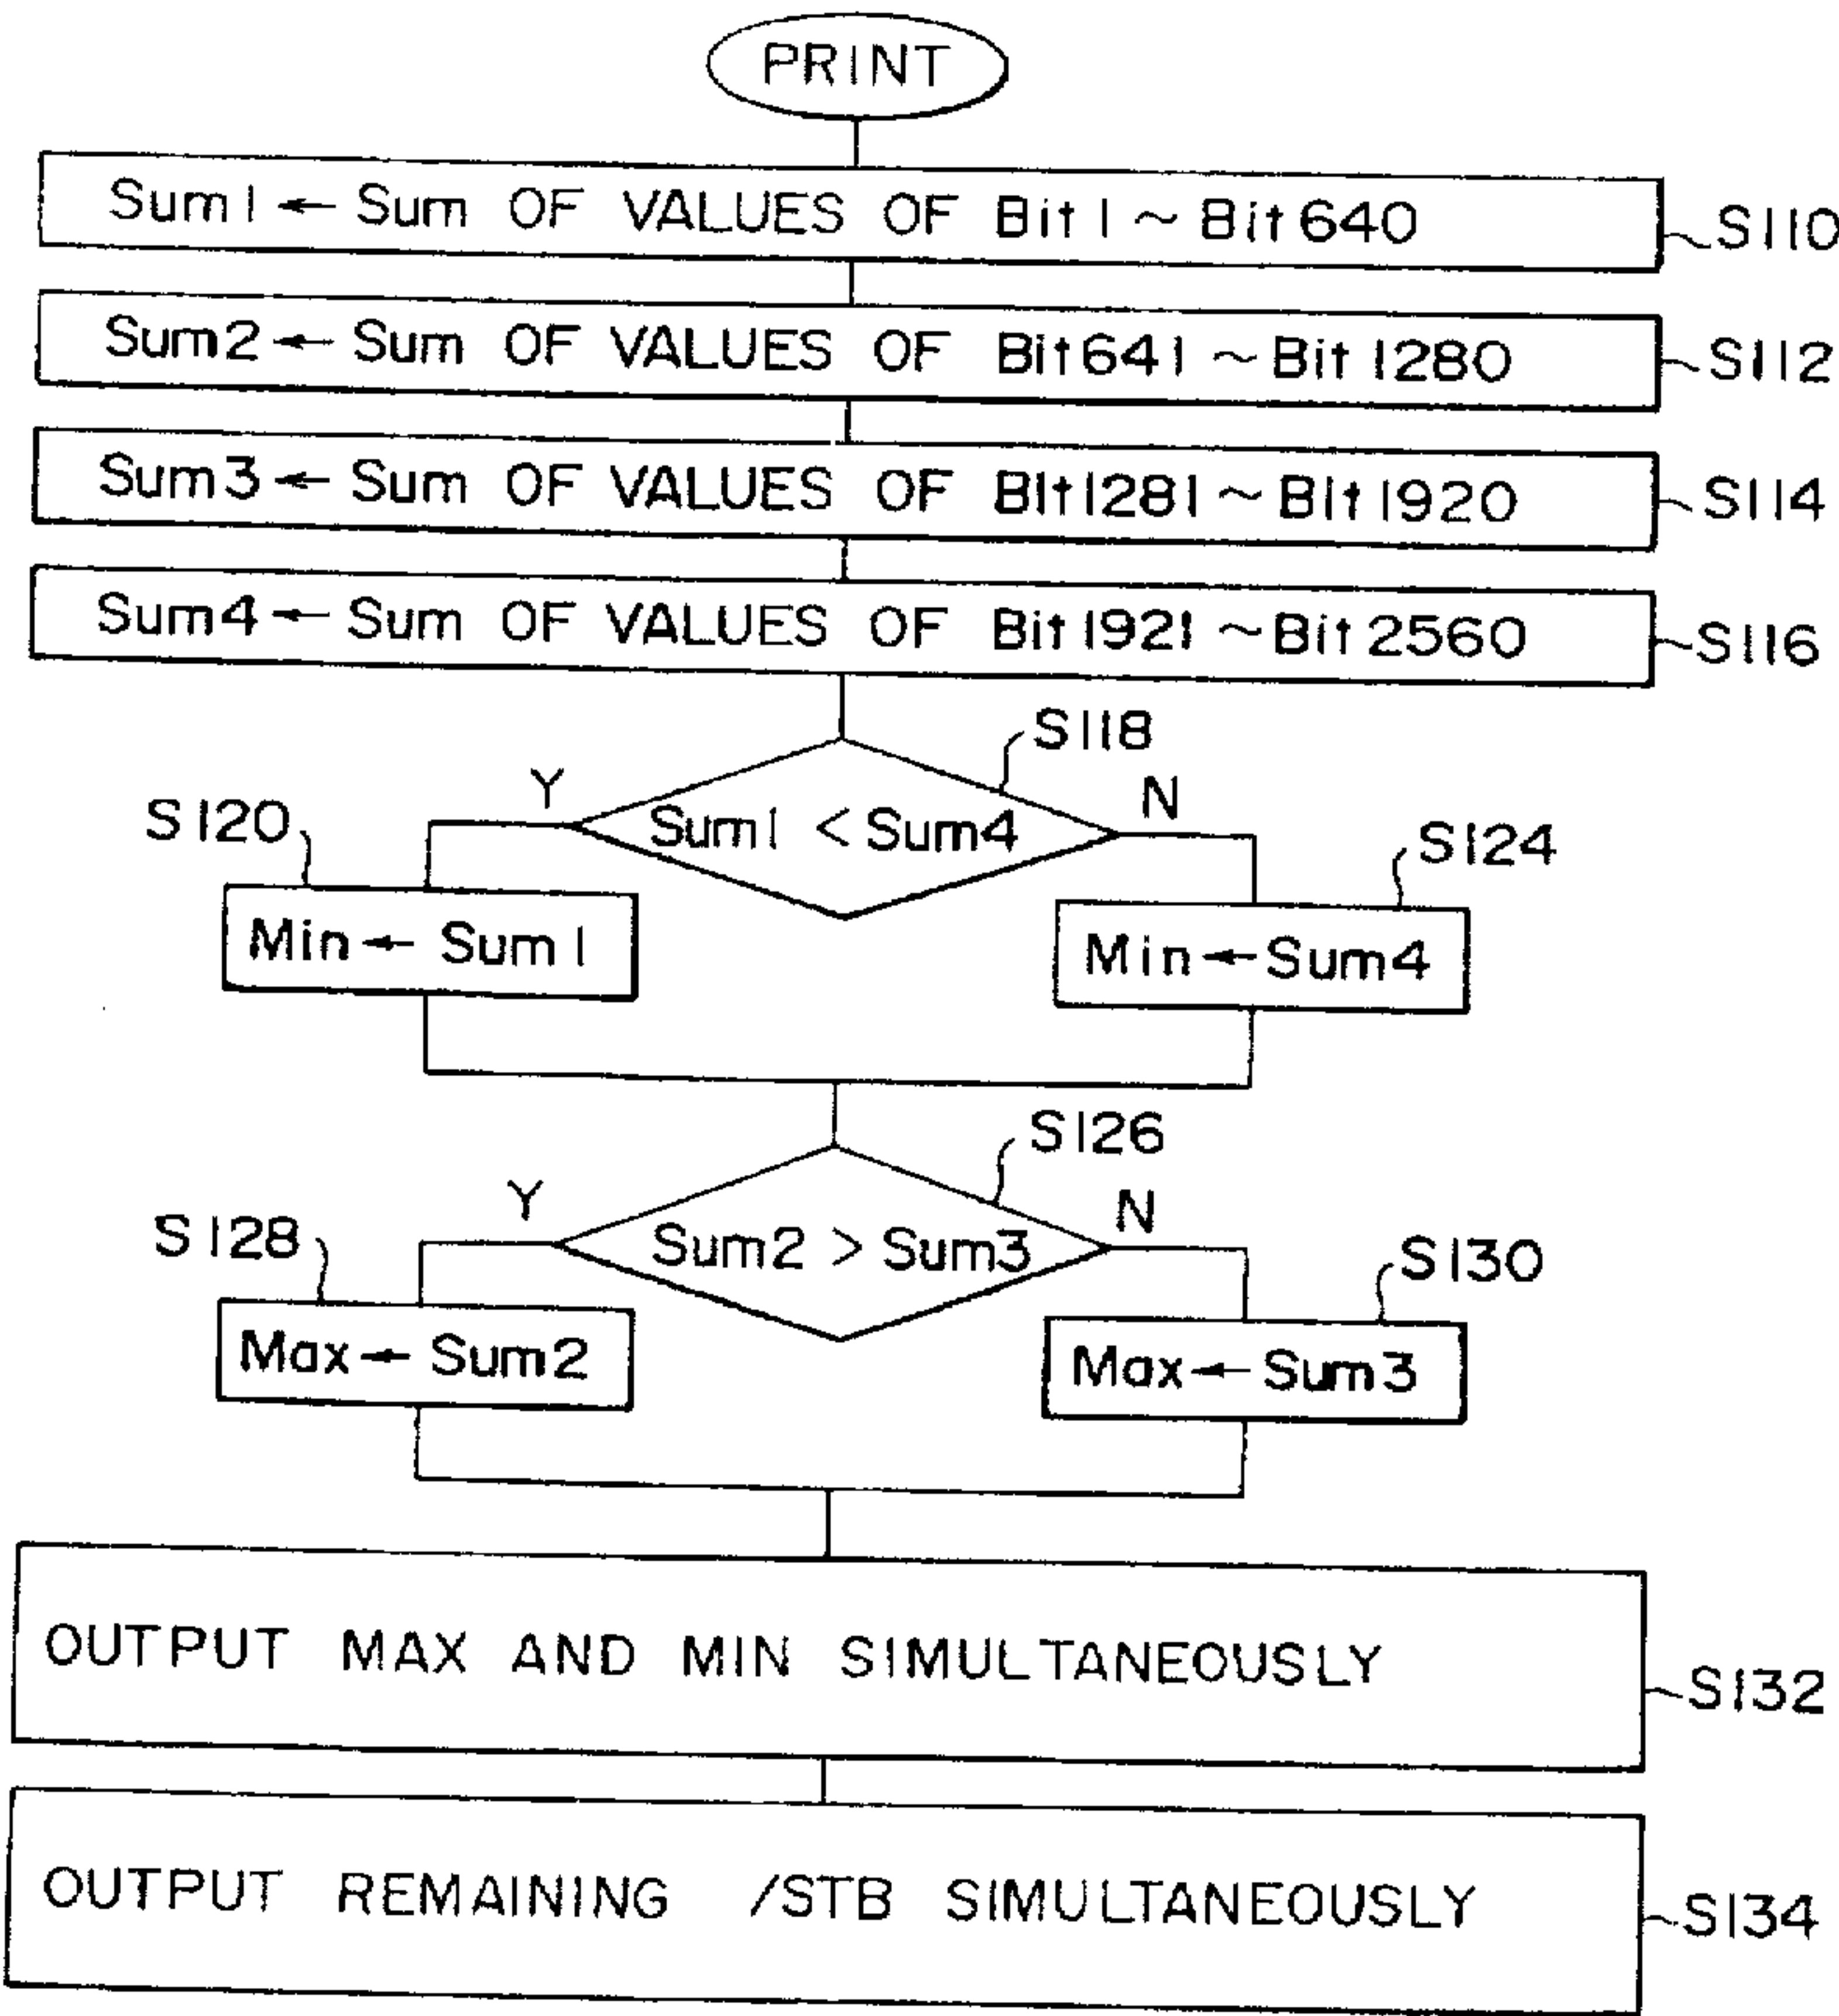 PRINT
Sum1 ← Sum OF VALUES OF Bit1 ~ Bit640
S110
Sum2 ← Sum OF VALUES OF Bit641 ~ Bit1280
S112
Sum3 ← Sum OF VALUES OF Bit1281 ~ Bit1920
S114
Sum4 ← Sum OF VALUES OF Bit1921 ~ Bit2560
S116
S118
Y
N
Sum1 < Sum4
S120
S124
Min ← Sum1
Min ← Sum4
S126
Y
N
Sum2 > Sum3
S128
S130
Max ← Sum2
Max ← Sum3
OUTPUT MAX AND MIN SIMULTANEOUSLY
S132
OUTPUT REMAINING /STB SIMULTANEOUSLY
S134